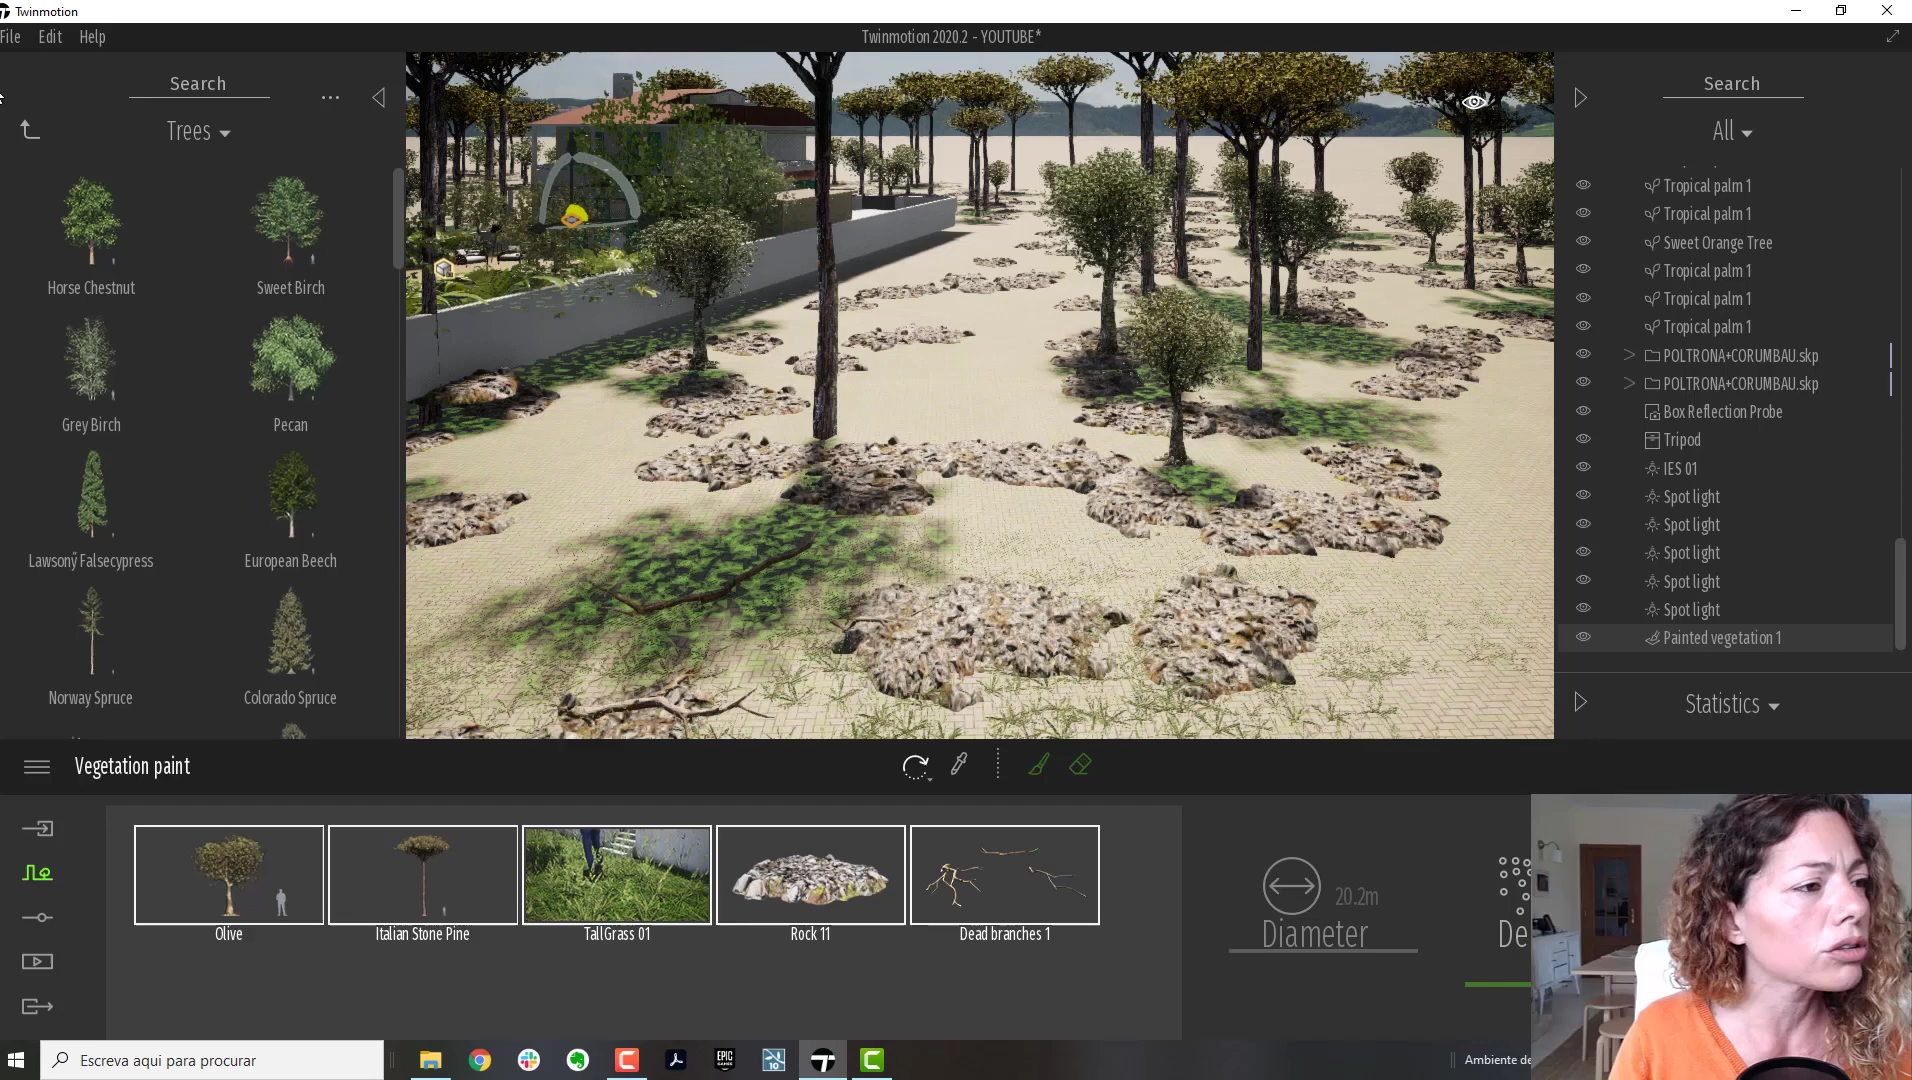 Twinmotion
File Edit Help
Twinmotion 2020.2 - YOUTUBE*
Search
...
Trees
Horse Chestnut
Sweet Birch
Grey Birch
Pecan
Lawsony Falsecypress
European Beech
Norway Spruce
Colorado Spruce
Search
All
Tropical palm 1
Tropical palm 1
Sweet Orange Tree
Tropical palm 1
Tropical palm 1
Tropical palm 1
POLTRONA+CORUMBAU.skp
POLTRONA+CORUMBAU.skp
Box Reflection Probe
Tripod
IES 01
Spot light
Spot light
Spot light
Spot light
Spot light
Painted vegetation 1
Statistics
Vegetation paint
Olive
Italian Stone Pine
TallGrass 01
Rock 11
Dead branches 1
20.2m
Diameter
De
Escreva aqui para procurar
EPIC
GAMES
10
Ambiente de